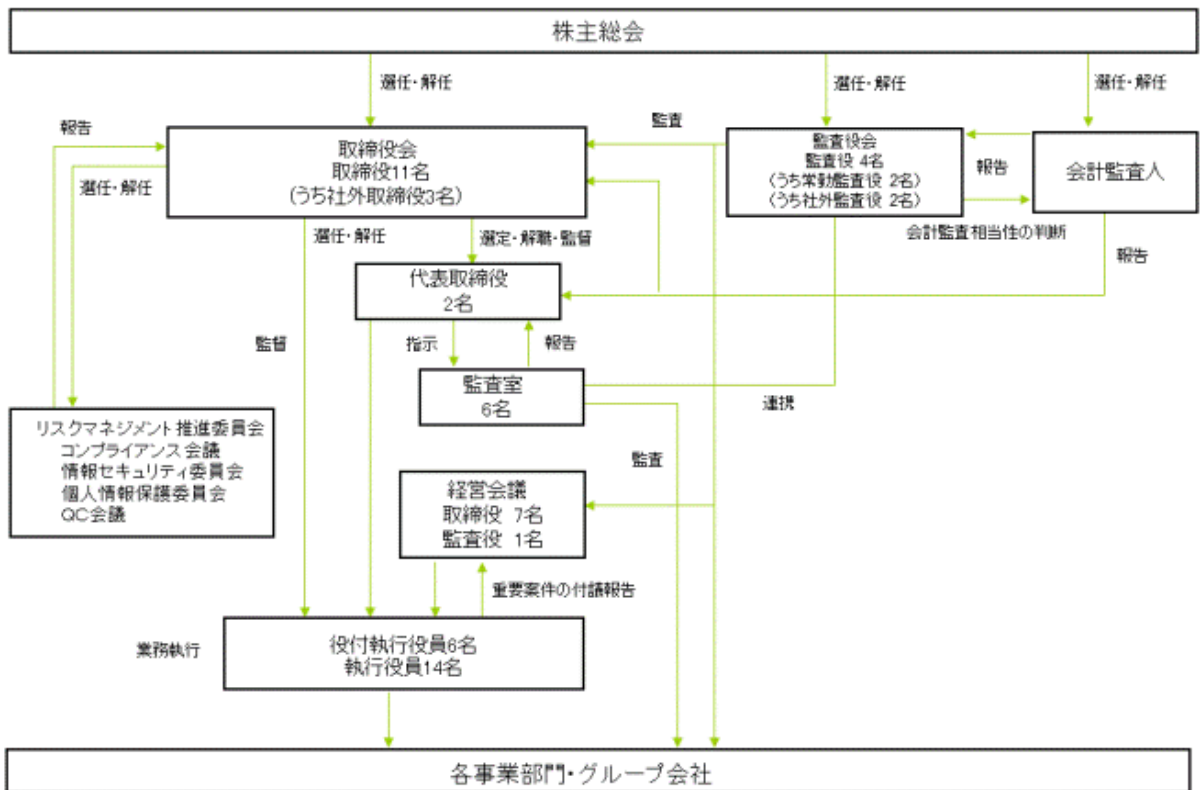 株主総会
選任・解任
選任・解任
選任・解任
報告
監査
取締役会
取締役11名
(うち社外取締役3名)
監査役会
監査役 4名
(うち常勤監査役 2名)
(うち社外監査役 2名)
報告
会計監査人
選任・解任
選任・解任
選定・解職・監督
会計監査相当性の判断
報告
代表取締役
2名
監督
指示
報告
監査室
6名
連携
リスクマネジメント推進委員会
コンプライアンス会議
情報セキュリティ委員会
個人情報保護委員会
QC会議
監査
経営会議
取締役 7名
監査役 1名
重要案件の付議報告
業務執行
役付執行役員6名
執行役員14名
各事業部門・グループ会社